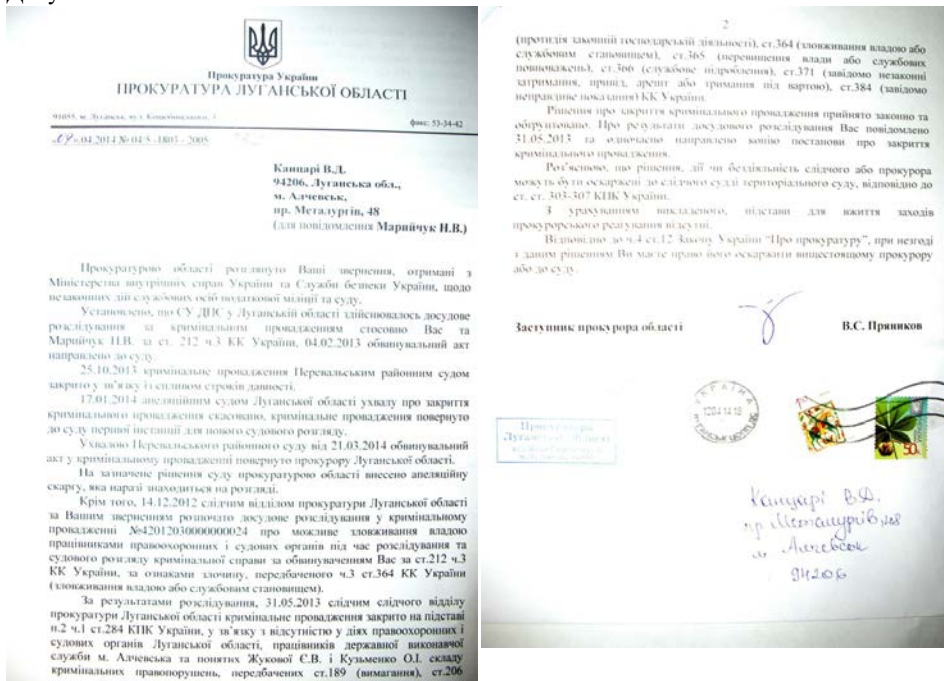 Прокуратура України
ПРОКУРАТУРА ЛУГАНСЬКОЇ ОБЛАСТІ
91055, м. Луганськ, факс: 53-34-42
.04.2014 № 04/5
Канцарі В.Д.
94206, Луганська обл.,
м. Алчевськ,
пр. Металургів, 48
(для повідомлення Марийчук Н.В.)
Прокуратурою області розглянуто Ваші звернення, отримані з
Міністерства внутрішніх справ України та Служби безпеки України, щодо
незаконних дій службових осіб податкової міліції та суду.
Установлено, що СУ ДПС у Луганській області здійснювалось досудове
розслідування за кримінальним провадженням стосовно Вас та
Марийчук Н.В. за ст. 212 ч.3 КК України, 04.02.2013 обвинувальний акт
направлено до суду.
25.10.2013 кримінальне провадження Перевальським районним судом
закрито у зв'язку із спливом строків давності.
17.01.2014 апеляційним судом Луганської області ухвалу про закриття
кримінального провадження скасовано, кримінальне провадження повернуто
до суду першої інстанції для нового судового розгляду.
Ухвалою Перевальського районного суду від 21.03.2014 обвинувальний
акт у кримінальному провадженні повернуто прокурору Луганської області.
На зазначене рішення суду прокуратурою області внесено апеляційну
скаргу, яка наразі знаходиться на розгляді.
Крім того, 14.12.2012 слідчим відділом прокуратури Луганської області
за Вашим зверненням розпочато досудове розслідування у кримінальному
провадженні №42012030000000024 про можливе зловживання владою
працівниками правоохоронних і судових органів під час розслідування та
судового розгляду кримінальної справи за обвинуваченням Вас за ст.212 ч.3
КК України, за ознаками злочину, передбаченого ч.3 ст.364 КК України
(зловживання владою або службовим становищем).
За результатами розслідування, 31.05.2013 слідчим слідчого відділу
прокуратури Луганської області кримінальне провадження закрито на підставі
п.2 ч.1 ст.284 КПК України, у зв'язку з відсутністю у діях правоохоронних і
судових органів Луганської області, працівників державної виконавчої
служби м. Алчевська та понятих Жукової Є.В. і Кузьменко О.І. складу
кримінальних правопорушень, передбачених ст.189 (вимагання), ст.206
2
(протидія законній господарській діяльності), ст.364 (зловживання владою або
службовим становищем), ст.365 (перевищення влади або службових
повноважень), ст.366 (службове підроблення), ст.371 (завідомо незаконні
затримання, привід, арешт або тримання під вартою), ст.384 (завідомо
неправдиве показання) КК України.
Рішення про закриття кримінального провадження прийнято законно та
обґрунтовано. Про результати досудового розслідування Вас повідомлено
31.05.2013 та одночасно направлено копію постанови про закриття
кримінального провадження.
Роз'яснюю, що рішення, дії чи бездіяльність слідчого або прокурора
можуть бути оскаржені до слідчого судді територіального суду, відповідно до
ст. ст. 303-307 КПК України.
З урахуванням викладеного, підстави для вжиття заходів
прокурорського реагування відсутні.
Відповідно до ч.4 ст.12 Закону України "Про прокуратуру", при незгоді
з даним рішенням Ви маєте право його оскаржити вищестоящому прокурору
або до суду.
Заступник прокурора області В.С. Пряников
Прокуратура
Луганської області
УКРАЇНА
50к
Канцарі В.Д.
пр. Металургів,
м Алчевськ
94206